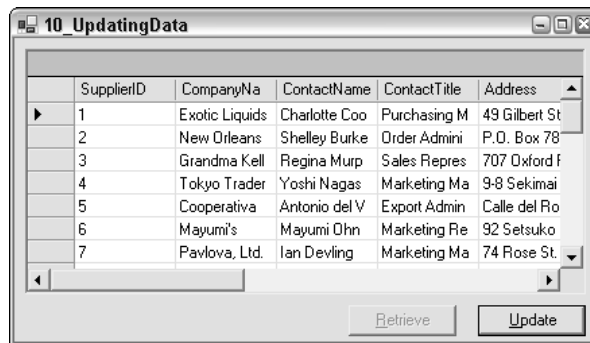 10_UpdatingData
SupplierID CompanyNa ContactName ContactTitle Address
1 Exotic Liquids Charlotte Coo Purchasing M 49 Gilbert St
2 New Orleans Shelley Burke Order Admini P.O. Box 78
3 Grandma Kell Regina Murp Sales Repres 707 Oxford R
4 Tokyo Trader Yoshi Nagas Marketing Ma 9-8 Sekimai
5 Cooperativa Antonio del V Export Admin Calle del Ro
6 Mayumi's Mayumi Ohn Marketing Re 92 Setsuko
7 Pavlova, Ltd. Ian Devling Marketing Ma 74 Rose St.
Retrieve Update